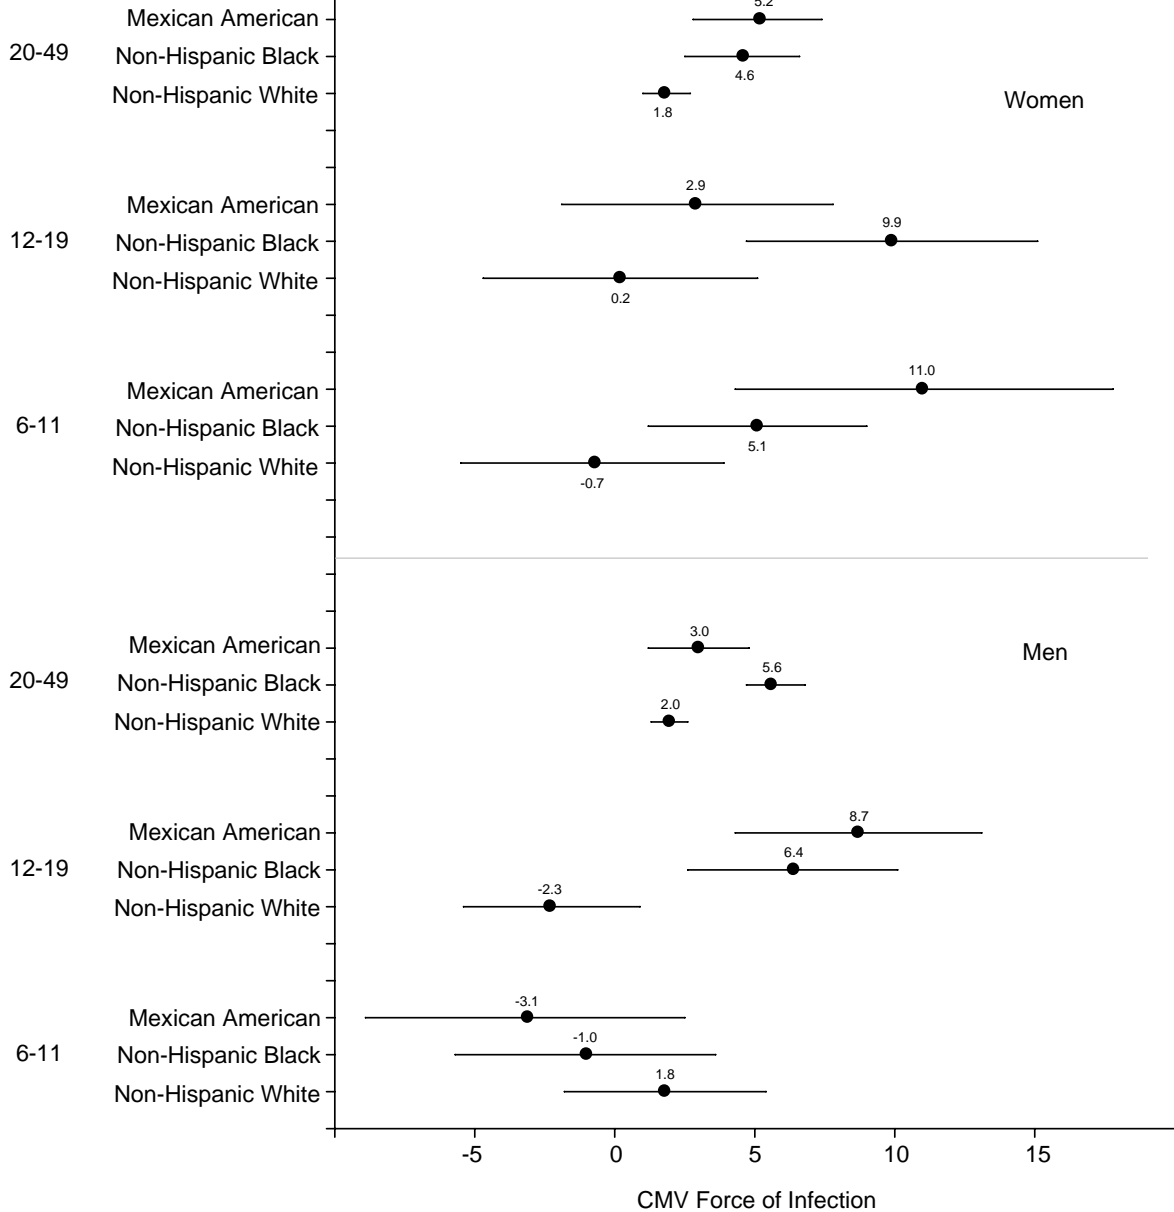 5.2
Mexican American
20-49
Non-Hispanic Black
4.6
Non-Hispanic White
1.8
Women
2.9
Mexican American
9.9
12-19
Non-Hispanic Black
Non-Hispanic White
0.2
11.0
Mexican American
6-11
Non-Hispanic Black
5.1
Non-Hispanic White
-0.7
3.0
Mexican American
Men
5.6
20-49
Non-Hispanic Black
2.0
Non-Hispanic White
8.7
Mexican American
6.4
12-19
Non-Hispanic Black
-2.3
Non-Hispanic White
-3.1
Mexican American
-1.0
6-11
Non-Hispanic Black
1.8
Non-Hispanic White
-5 0 5 10 15
CMV Force of Infection